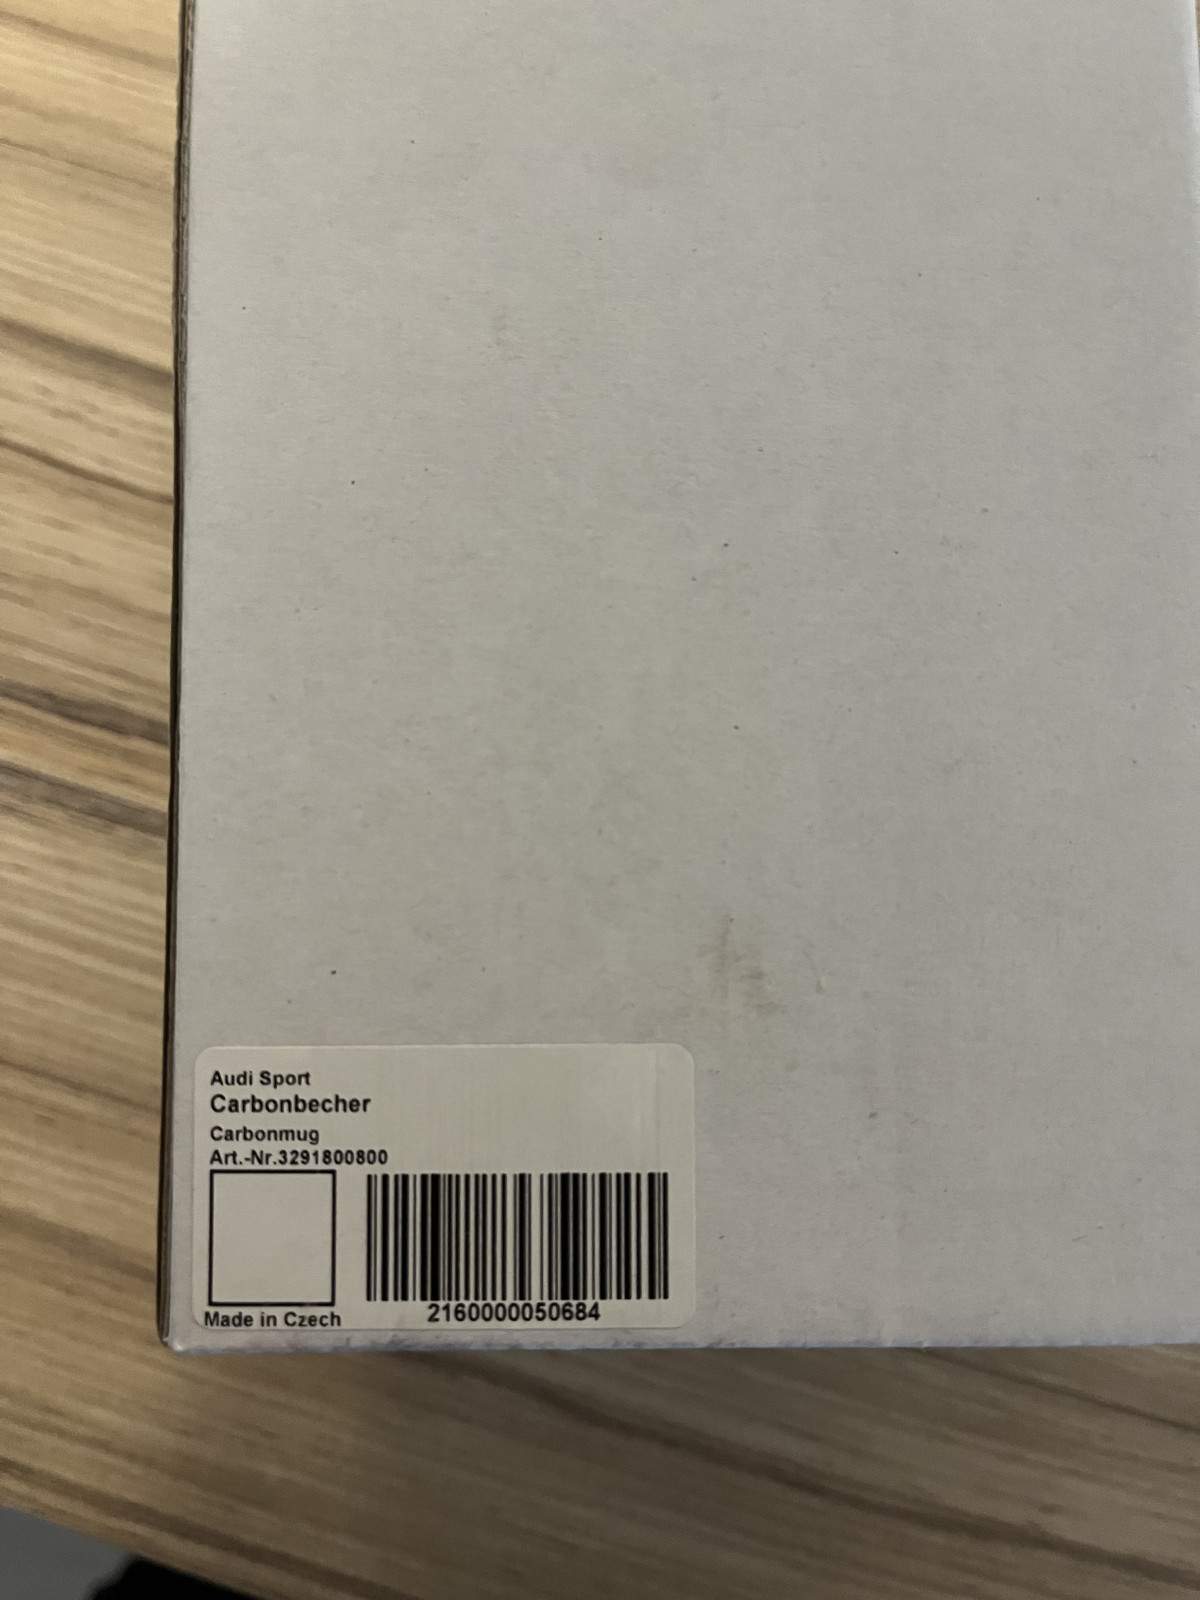 Audi Sport
Carbonbecher
Carbonmug
Art.-Nr.3291800800
Made in Czech
2160000050684